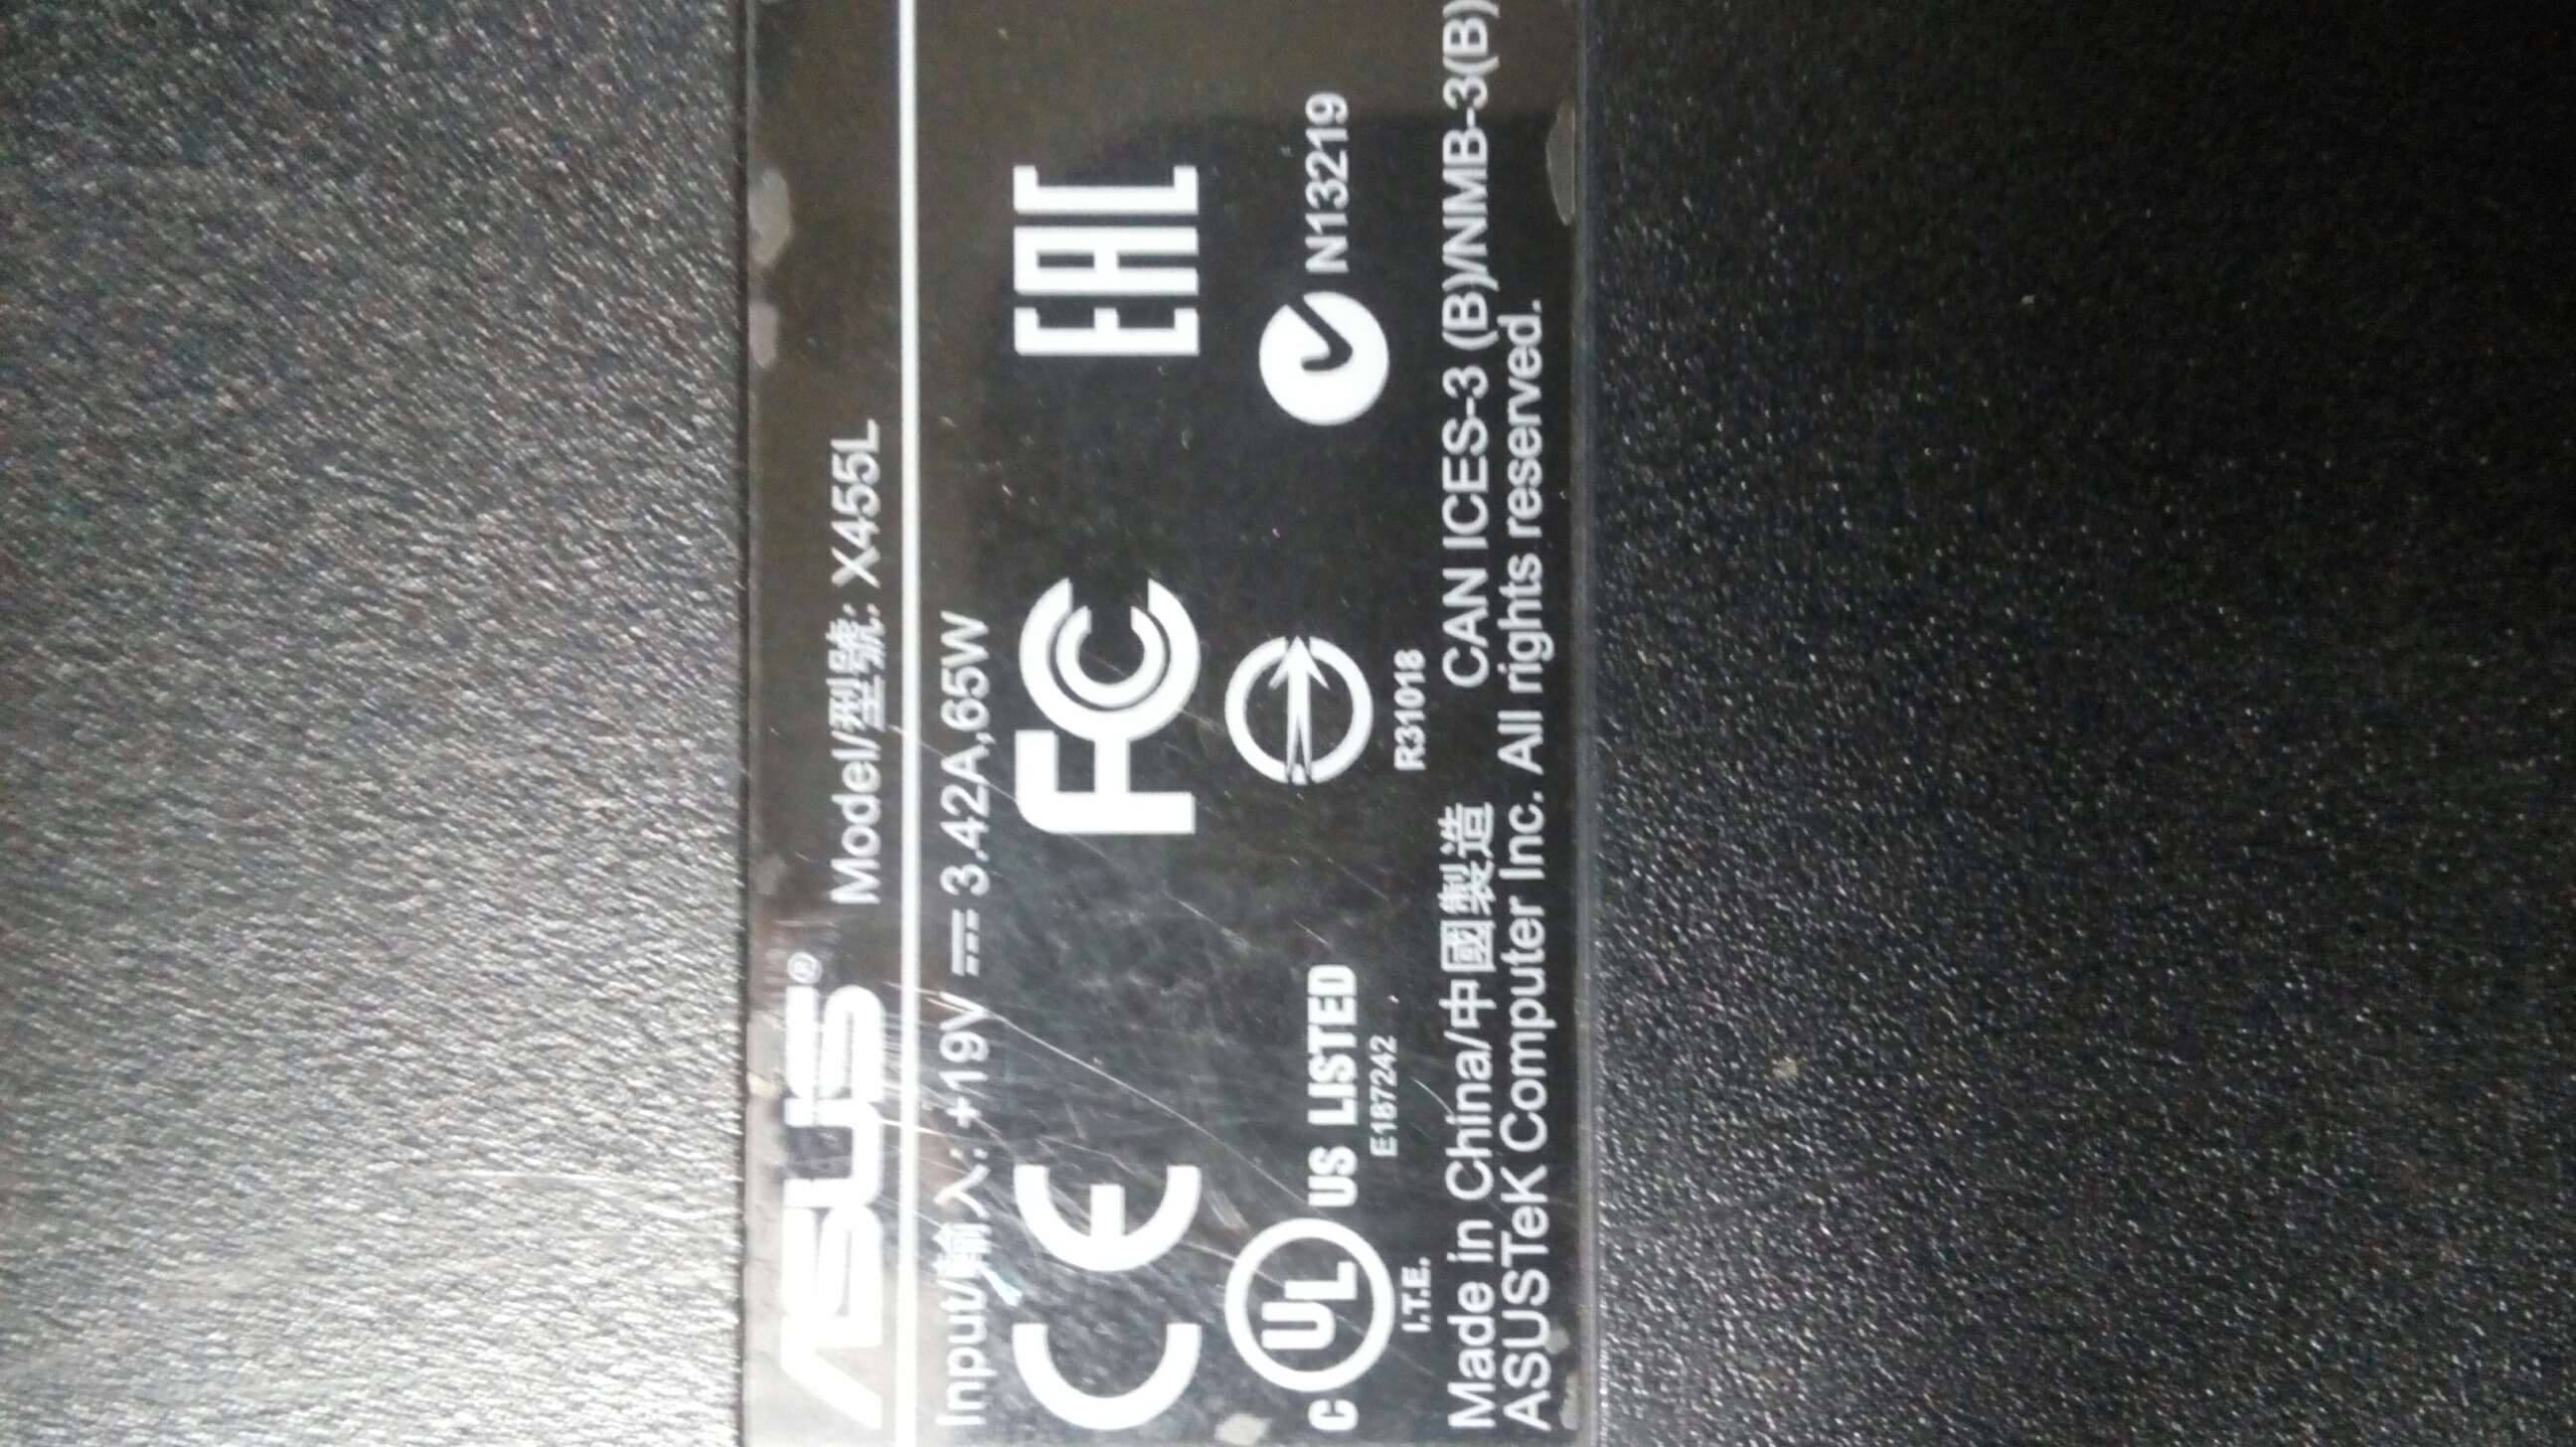 ASUS®
Model/型號: X455L
Input/輸入: +19V ⎓ 3.42A,65W
CE FC EAC
C UL US LISTED
I.T.E.
E187242
R31018
N13219
Made in China/中國製造 CAN ICES-3 (B)/NMB-3(B)
ASUSTeK Computer Inc. All rights reserved.